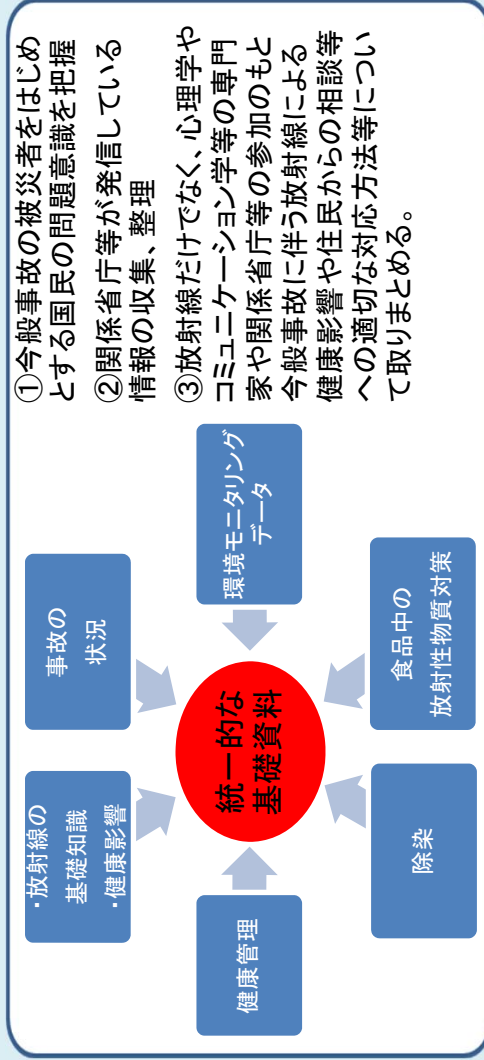 ・放射線の
基礎知識
・健康影響
事故の
状況
健康管理
統一的な
基礎資料
環境モニタリング
データ
除染
食品中の
放射性物質対策
①今般事故の被災者をはじめ
とする国民の問題意識を把握
②関係省庁等が発信している
情報の収集、整理
③放射線だけでなく、心理学や
コミュニケーション学等の専門
家や関係省庁等の参加のもと
今般事故に伴う放射線による
健康影響や住民からの相談等
への適切な対応方法等につい
て取りまとめる。